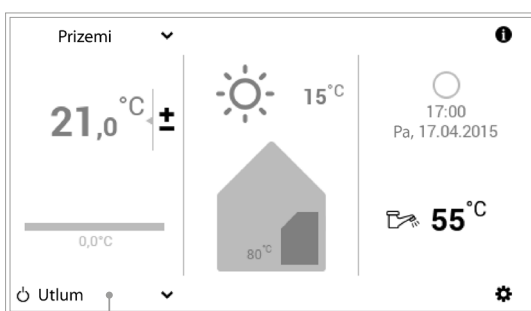 Prizemi
21,0 °C
±
0,0°C
Utlum
15°C
80°C
17:00
Pa, 17.04.2015
55°C